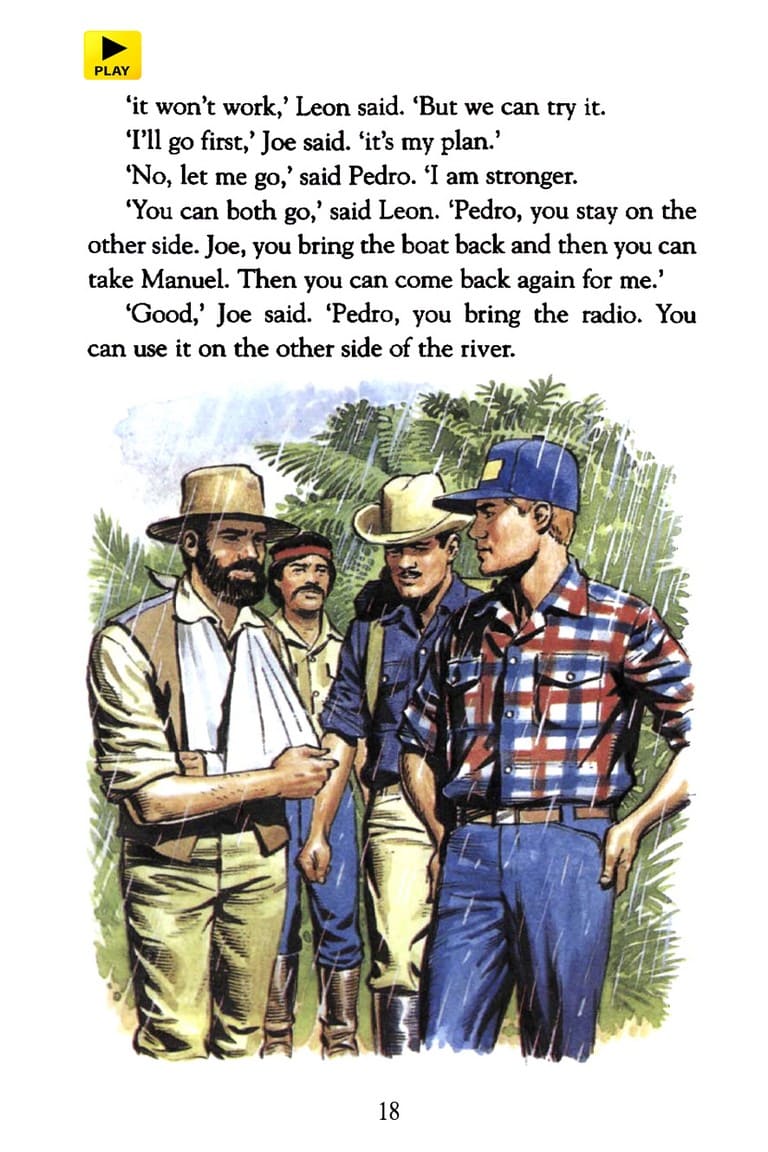 PLAY
‘it won’t work,’ Leon said. ‘But we can try it.
‘I’ll go first,’ Joe said. ‘it’s my plan.’
‘No, let me go,’ said Pedro. ‘I am stronger.
‘You can both go,’ said Leon. ‘Pedro, you stay on the
other side. Joe, you bring the boat back and then you can
take Manuel. Then you can come back again for me.’
‘Good,’ Joe said. ‘Pedro, you bring the radio. You
can use it on the other side of the river.
18